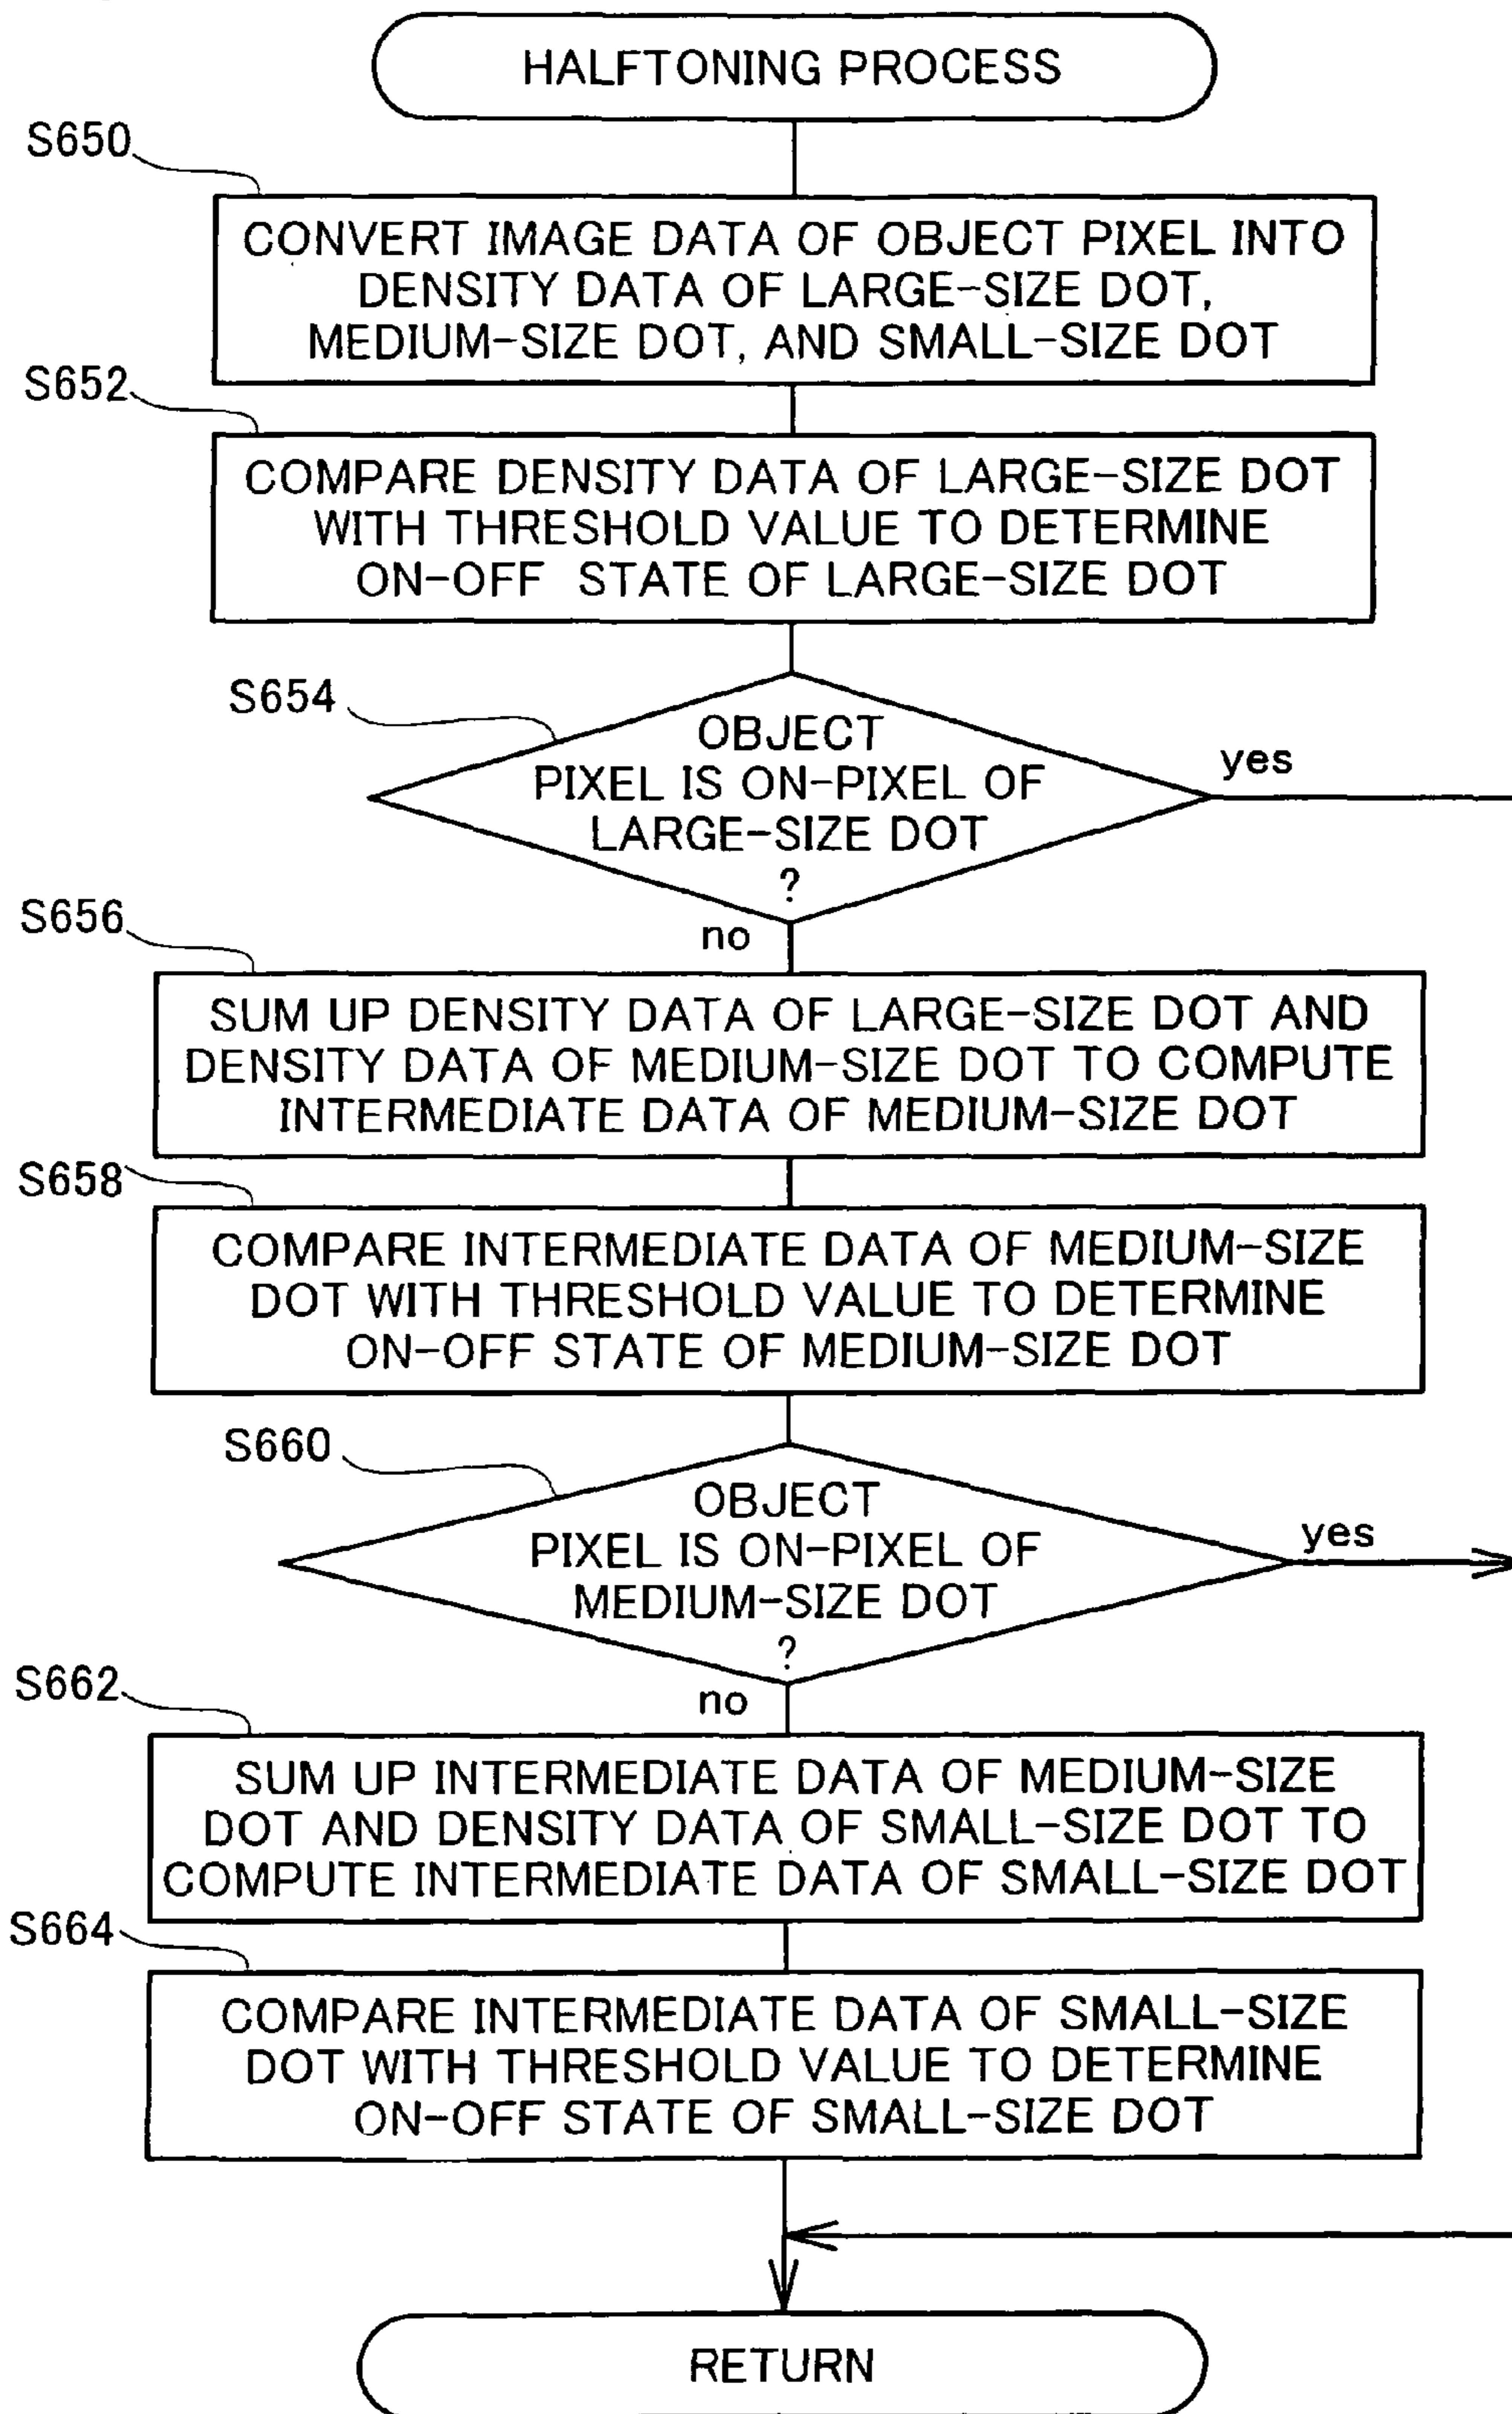 HALFTONING PROCESS
S650
CONVERT IMAGE DATA OF OBJECT PIXEL INTO
DENSITY DATA OF LARGE-SIZE DOT,
MEDIUM-SIZE DOT, AND SMALL-SIZE DOT
S652
COMPARE DENSITY DATA OF LARGE-SIZE DOT
WITH THRESHOLD VALUE TO DETERMINE
ON-OFF STATE OF LARGE-SIZE DOT
S654
OBJECT
PIXEL IS ON-PIXEL OF
LARGE-SIZE DOT
?
yes
no
S656
SUM UP DENSITY DATA OF LARGE-SIZE DOT AND
DENSITY DATA OF MEDIUM-SIZE DOT TO COMPUTE
INTERMEDIATE DATA OF MEDIUM-SIZE DOT
S658
COMPARE INTERMEDIATE DATA OF MEDIUM-SIZE
DOT WITH THRESHOLD VALUE TO DETERMINE
ON-OFF STATE OF MEDIUM-SIZE DOT
S660
OBJECT
PIXEL IS ON-PIXEL OF
MEDIUM-SIZE DOT
?
yes
no
S662
SUM UP INTERMEDIATE DATA OF MEDIUM-SIZE
DOT AND DENSITY DATA OF SMALL-SIZE DOT TO
COMPUTE INTERMEDIATE DATA OF SMALL-SIZE DOT
S664
COMPARE INTERMEDIATE DATA OF SMALL-SIZE
DOT WITH THRESHOLD VALUE TO DETERMINE
ON-OFF STATE OF SMALL-SIZE DOT
RETURN